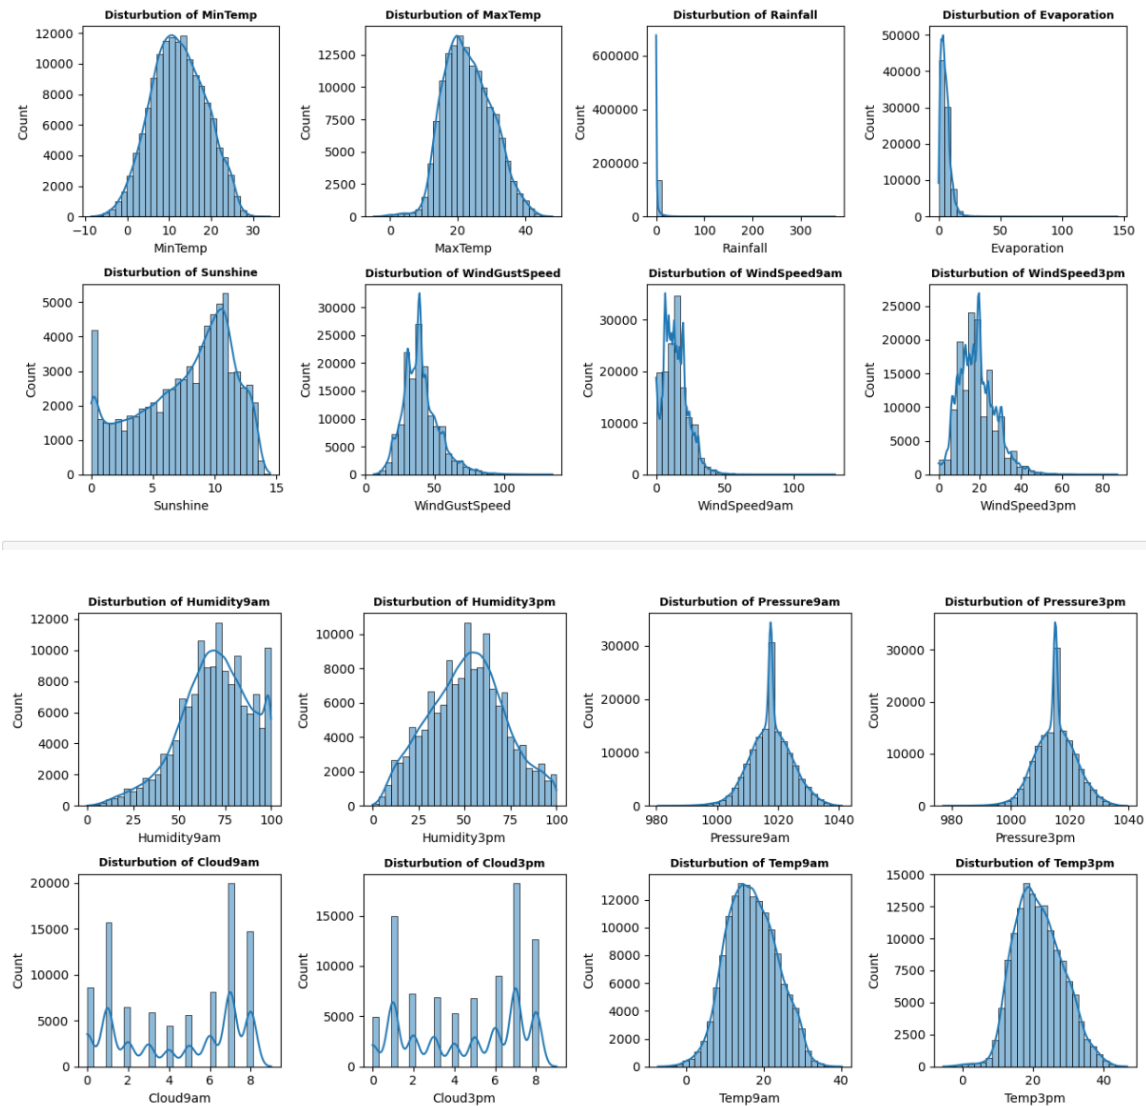 Disturbution of MinTemp
Disturbution of MaxTemp
Disturbution of Rainfall
Disturbution of Evaporation
12000
10000
8000
6000
4000
2000
0
Count
−10 0 10 20 30
MinTemp
12500
10000
7500
5000
2500
0
Count
0 20 40
MaxTemp
600000
400000
200000
0
Count
0 100 200 300
Rainfall
50000
40000
30000
20000
10000
0
Count
0 50 100 150
Evaporation
Disturbution of Sunshine
Disturbution of WindGustSpeed
Disturbution of WindSpeed9am
Disturbution of WindSpeed3pm
5000
4000
3000
2000
1000
0
Count
0 5 10 15
Sunshine
30000
25000
20000
15000
10000
5000
0
Count
0 50 100
WindGustSpeed
30000
20000
10000
0
Count
0 50 100
WindSpeed9am
25000
20000
15000
10000
5000
0
Count
0 20 40 60 80
WindSpeed3pm
Disturbution of Humidity9am
Disturbution of Humidity3pm
Disturbution of Pressure9am
Disturbution of Pressure3pm
12000
10000
8000
6000
4000
2000
0
Count
0 25 50 75 100
Humidity9am
10000
8000
6000
4000
2000
0
Count
0 25 50 75 100
Humidity3pm
30000
20000
10000
0
Count
980 1000 1020 1040
Pressure9am
30000
20000
10000
0
Count
980 1000 1020 1040
Pressure3pm
Disturbution of Cloud9am
Disturbution of Cloud3pm
Disturbution of Temp9am
Disturbution of Temp3pm
20000
15000
10000
5000
0
Count
0 2 4 6 8
Cloud9am
15000
10000
5000
0
Count
0 2 4 6 8
Cloud3pm
12000
10000
8000
6000
4000
2000
0
Count
0 20 40
Temp9am
15000
12500
10000
7500
5000
2500
0
Count
0 20 40
Temp3pm